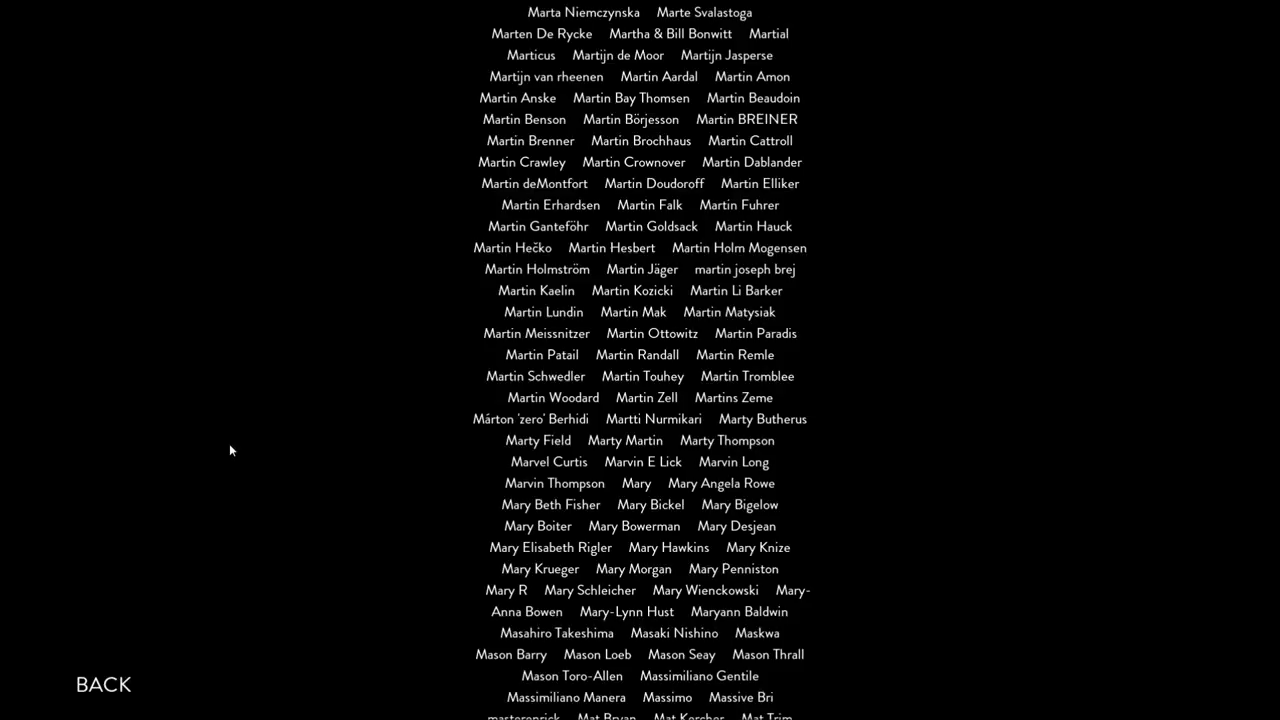 Marta Niemczynska Marte Svalastoga
Marten De Rycke Martha & Bill Bonwitt Martial
Marticus Martijn de Moor Martijn Jasperse
Martijn van rheenen Martin Aardal Martin Amon
Martin Anske Martin Bay Thomsen Martin Beaudoin
Martin Benson Martin Börjesson Martin BREINER
Martin Brenner Martin Brochhaus Martin Cattroll
Martin Crawley Martin Crownover Martin Dablander
Martin deMontfort Martin Doudoroff Martin Elliker
Martin Erhardsen Martin Falk Martin Fuhrer
Martin Ganteföhr Martin Goldsack Martin Hauck
Martin Hečko Martin Hesbert Martin Holm Mogensen
Martin Holmström Martin Jäger martin joseph brej
Martin Kaelin Martin Kozicki Martin Li Barker
Martin Lundin Martin Mak Martin Matysiak
Martin Meissnitzer Martin Ottowitz Martin Paradis
Martin Patail Martin Randall Martin Remle
Martin Schwedler Martin Touhey Martin Tromblee
Martin Woodard Martin Zell Martins Zeme
Márton 'zero' Berhidi Martti Nurmikari Marty Butherus
Marty Field Marty Martin Marty Thompson
Marvel Curtis Marvin E Lick Marvin Long
Marvin Thompson Mary Mary Angela Rowe
Mary Beth Fisher Mary Bickel Mary Bigelow
Mary Boiter Mary Bowerman Mary Desjean
Mary Elisabeth Rigler Mary Hawkins Mary Knize
Mary Krueger Mary Morgan Mary Penniston
Mary R Mary Schleicher Mary Wienckowski Mary-
Anna Bowen Mary-Lynn Hust Maryann Baldwin
Masahiro Takeshima Masaki Nishino Maskwa
Mason Barry Mason Loeb Mason Seay Mason Thrall
Mason Toro-Allen Massimiliano Gentile
Massimiliano Manera Massimo Massive Bri
Mat Bryan Mat Kercher Mat Trim
BACK